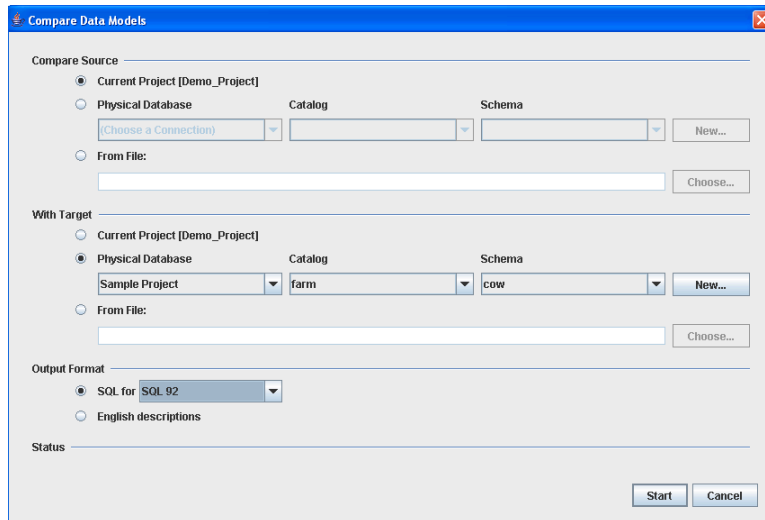 Compare Data Models
Compare Source
Current Project [Demo_Project]
Physical Database Catalog Schema
(Choose a Connection) New...
From File:
Choose...
With Target
Current Project [Demo_Project]
Physical Database Catalog Schema
Sample Project farm cow New...
From File:
Choose...
Output Format
SQL for SQL 92
English descriptions
Status
Start Cancel